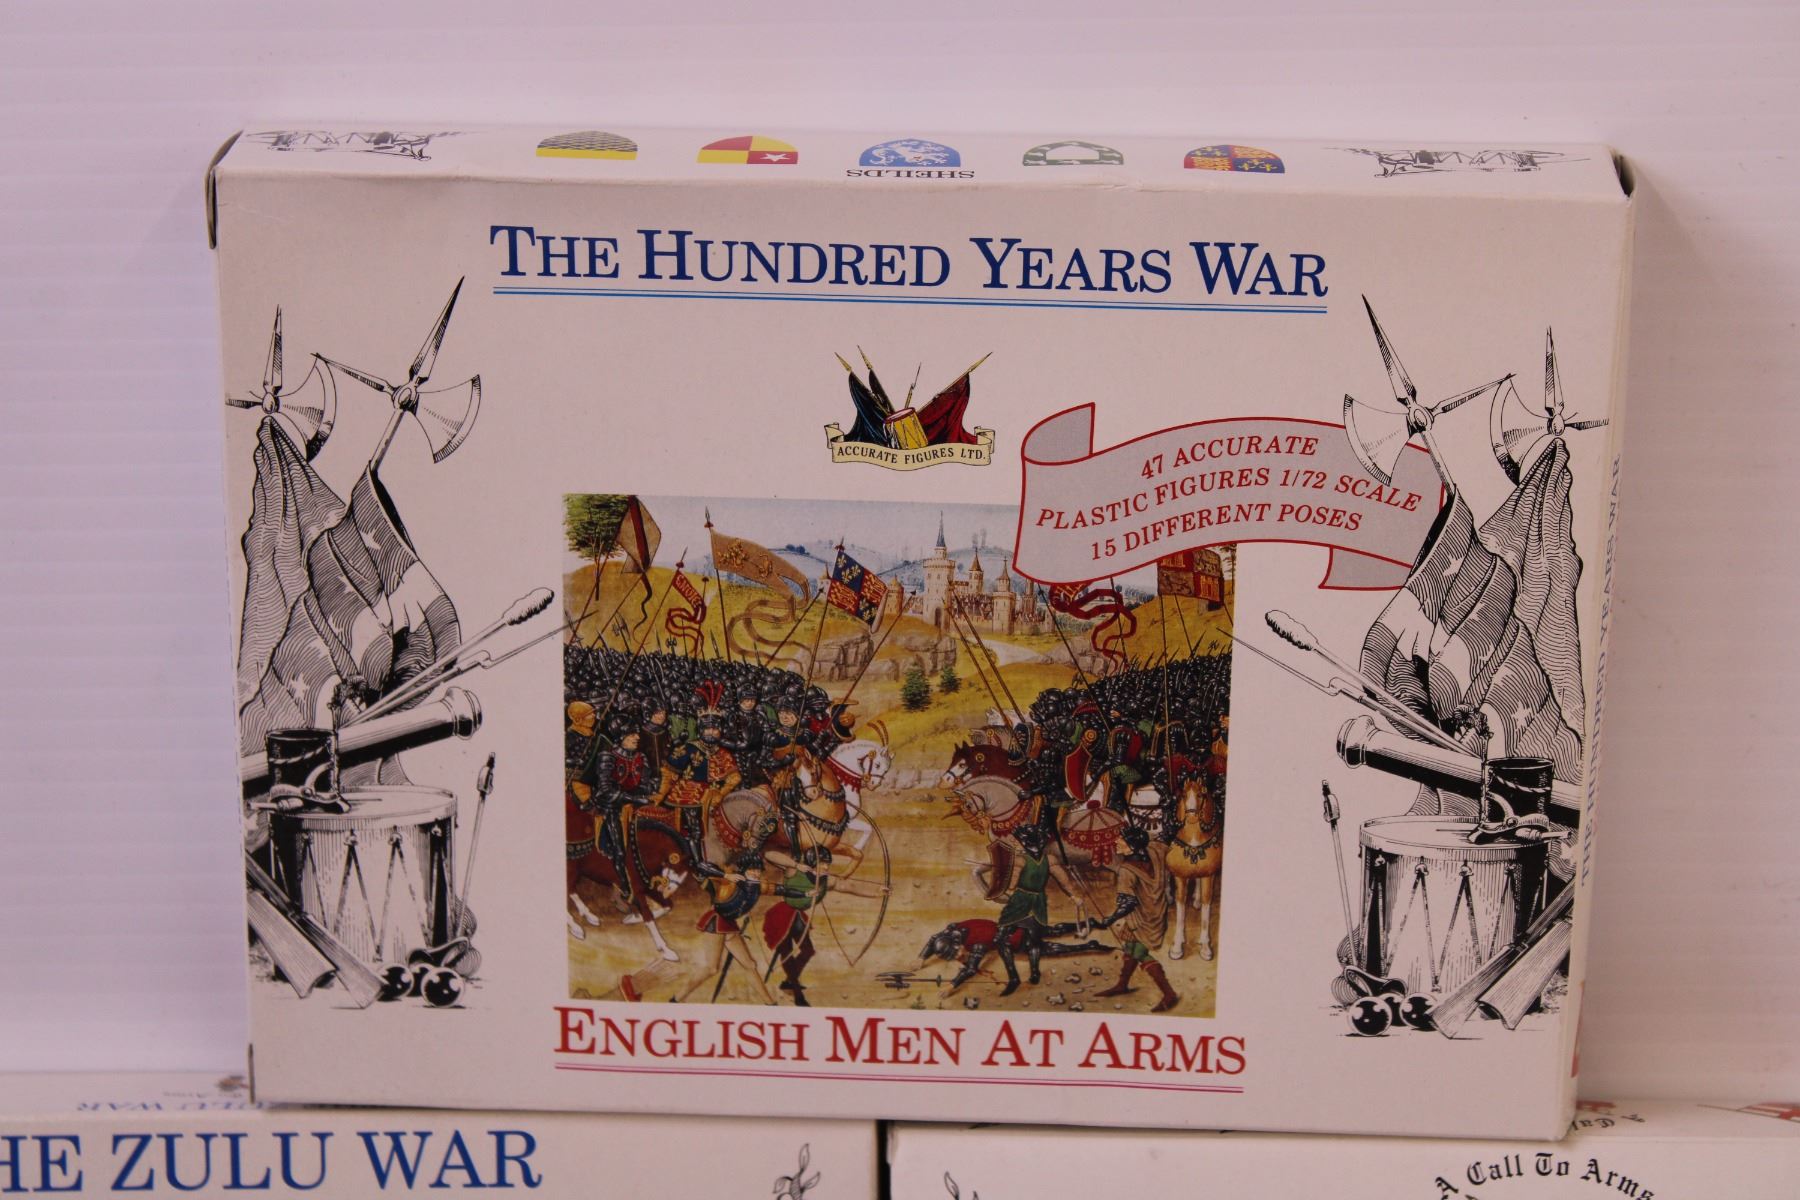 SHEILDS
THE HUNDRED YEARS WAR
ACCURATE FIGURES LTD.
47 ACCURATE
PLASTIC FIGURES 1/72 SCALE
15 DIFFERENT POSES
ENGLISH MEN AT ARMS
THE HUNDRED YEARS WAR
HE ZULU WAR
A Call To Arms